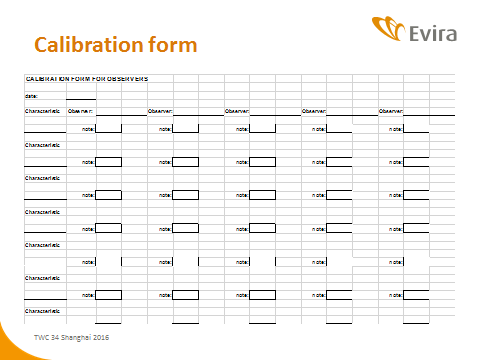 Evira
Calibration form
CALIBRATION FORM FOR OBSERVERS
date:
Characteristic Observer: Observer: Observer: Observer: Observer:
note: note: note: note: note:
Characteristic
note: note: note: note: note:
Characteristic
note: note: note: note: note:
Characteristic
note: note: note: note: note:
Characteristic
note: note: note: note: note:
Characteristic
note: note: note: note: note:
Characteristic
TWC 34 Shanghai 2016